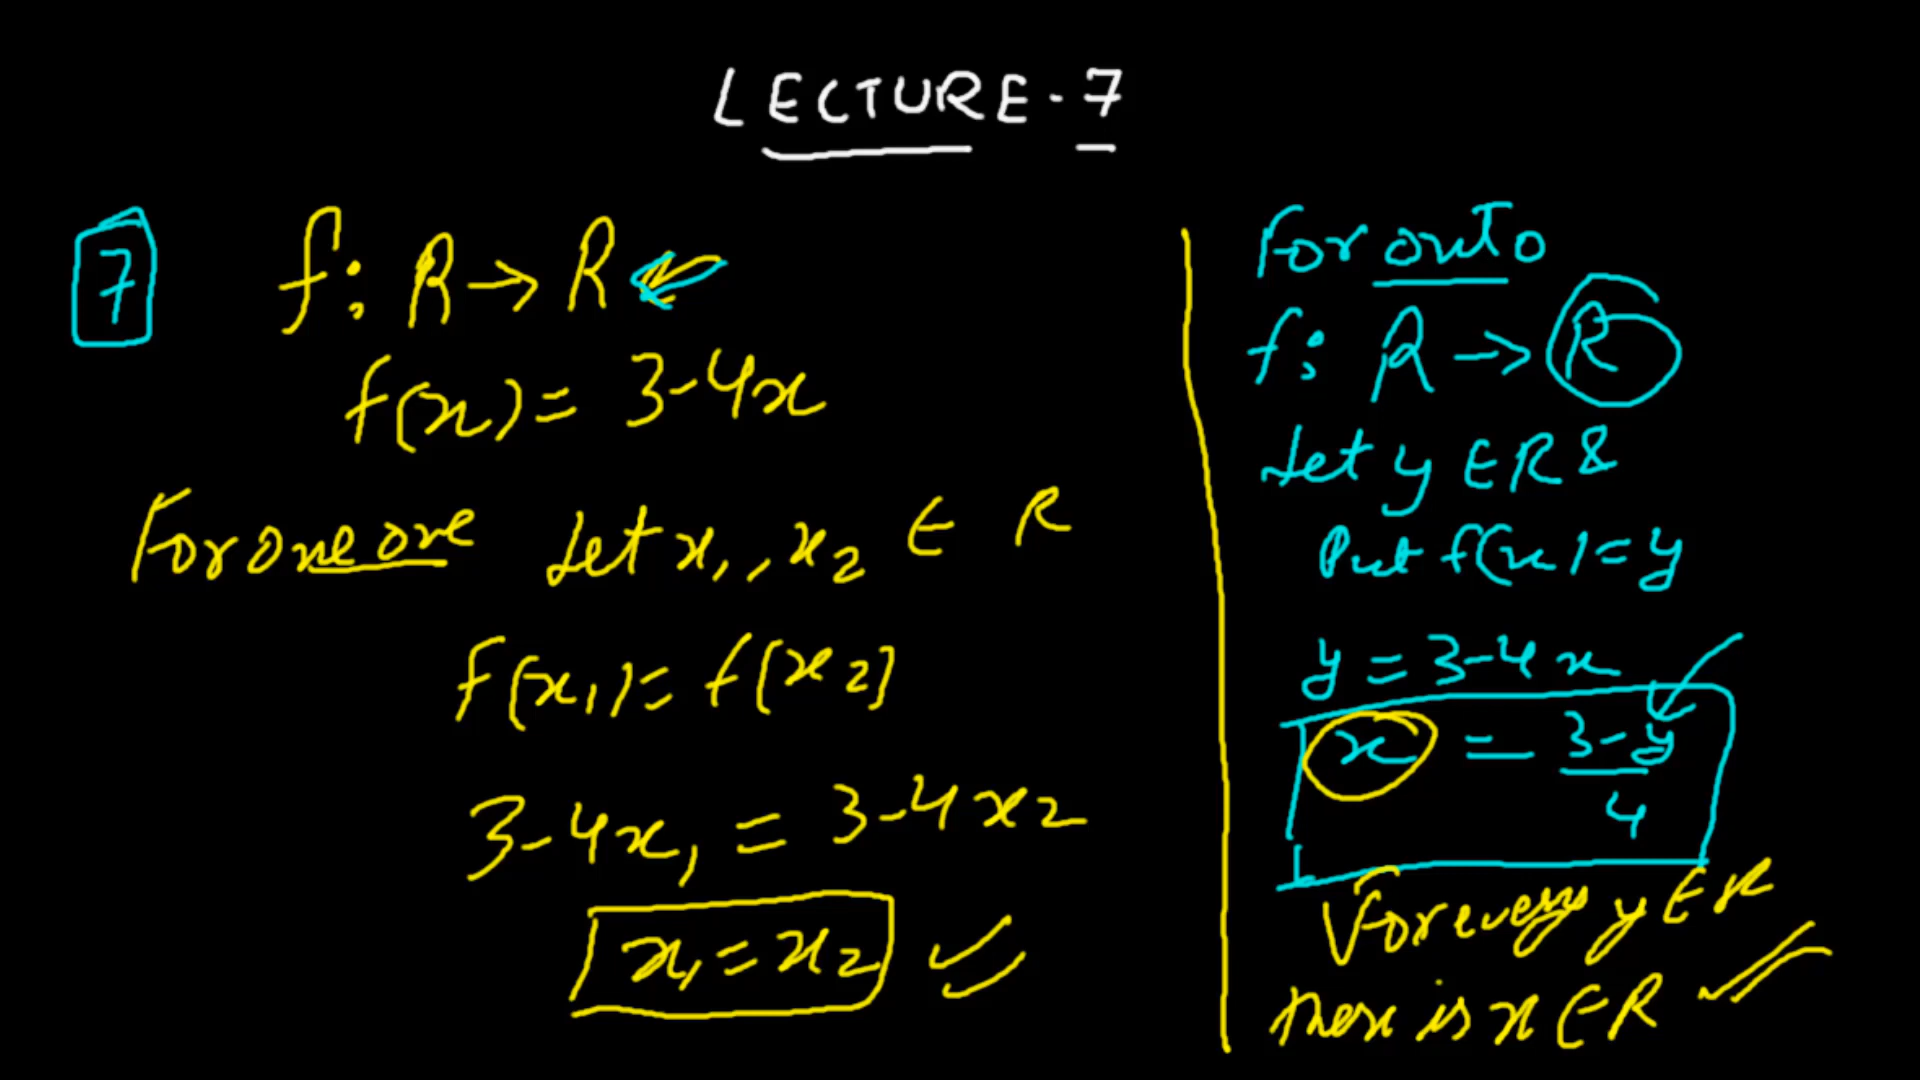 LECTURE-7
7 f: R → R
f(x) = 3-4x
For one one Let x₁, x₂ ∈ R
f(x₁) = f(x₂)
3-4x₁ = 3-4x₂
x₁ = x₂
For onto
f: R → R
Let y ∈ R &
Put f(x) = y
y = 3-4x
x = 3-y
4
For every y ∈ R
there is x ∈ R